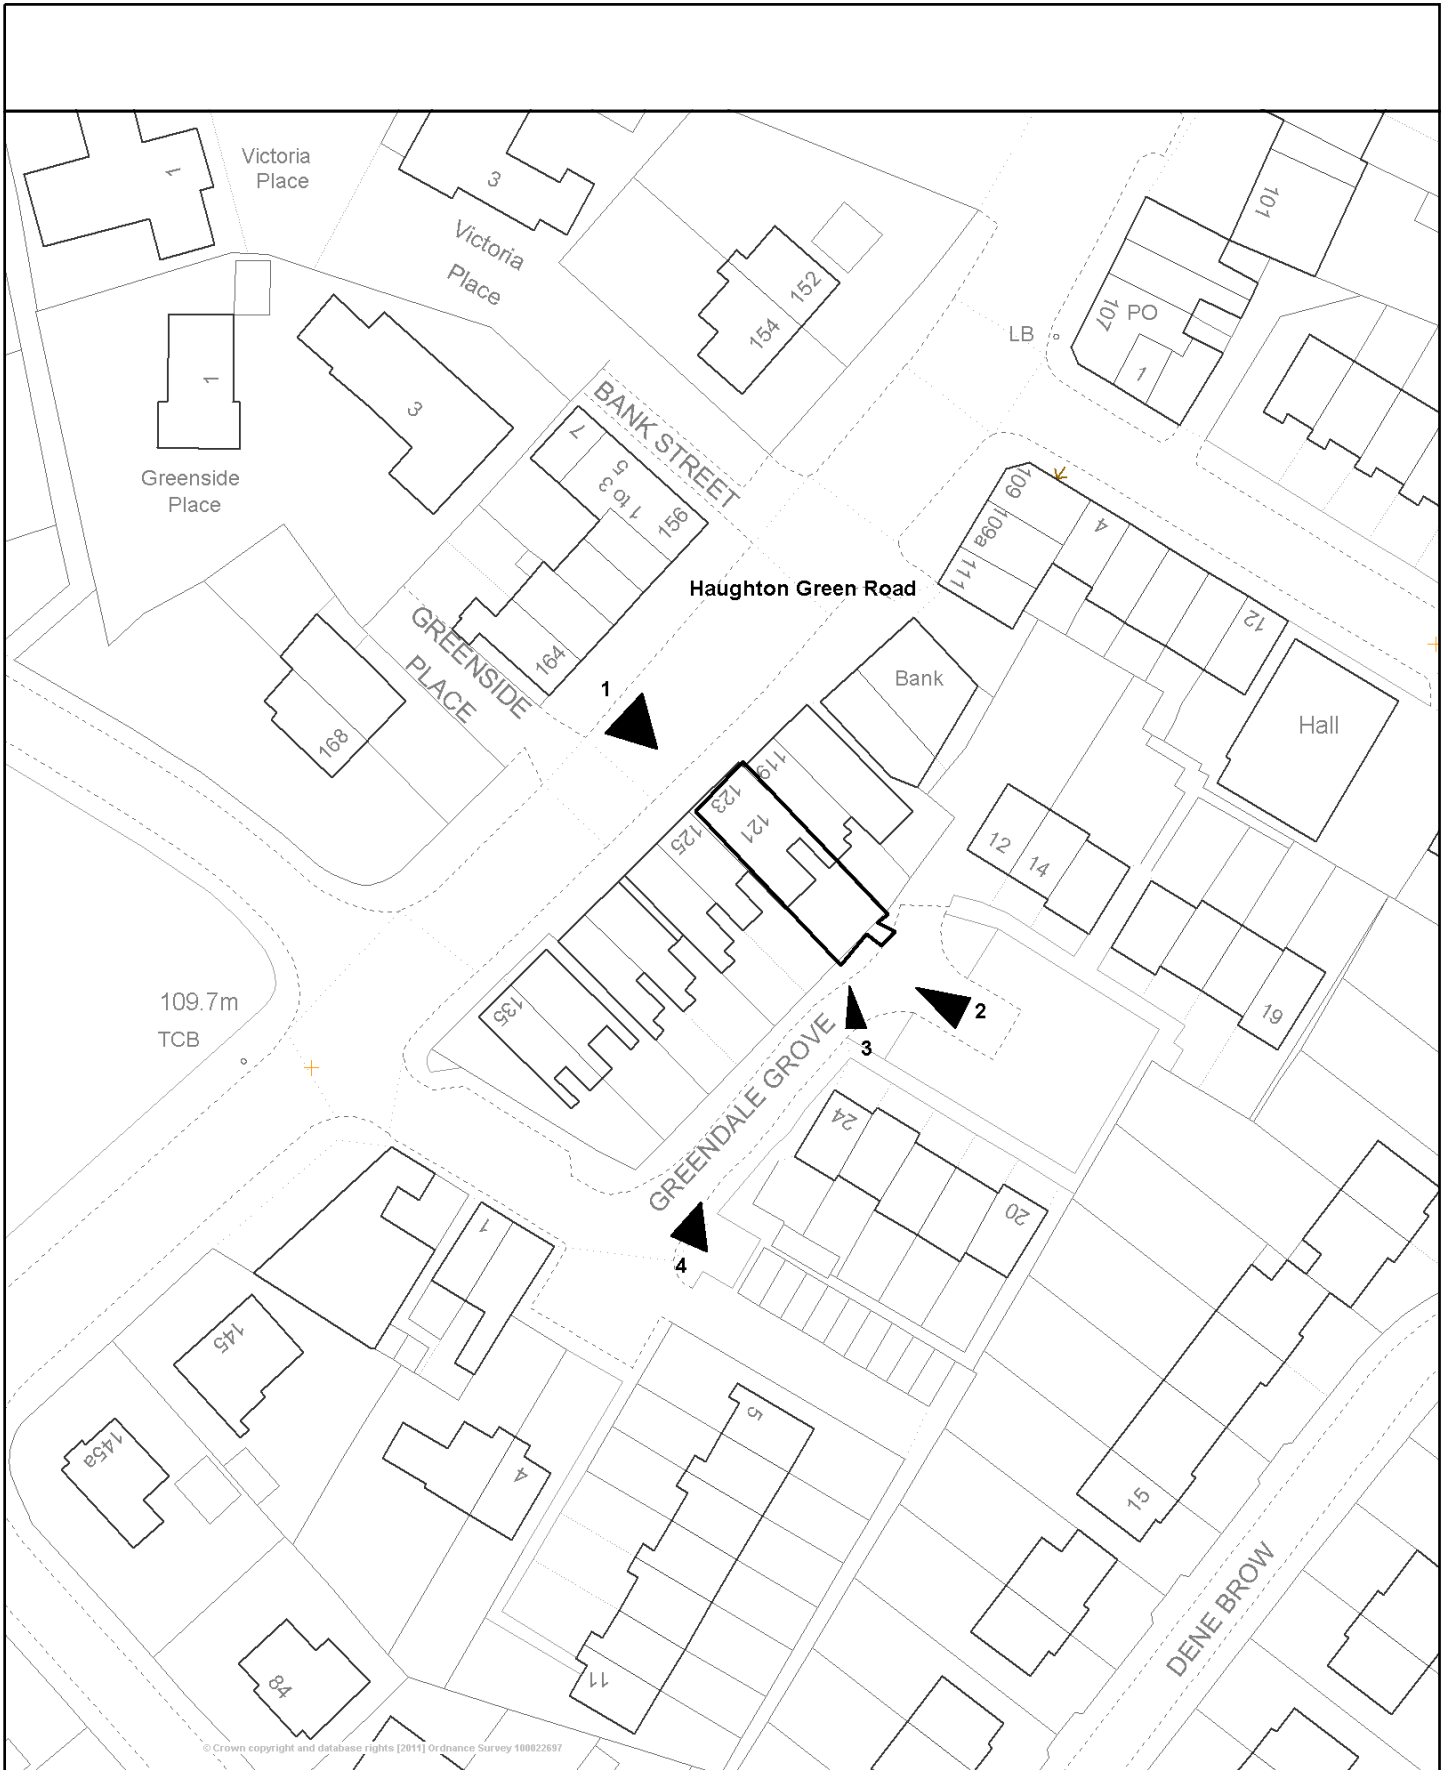 1
Victoria
Place
3
Victoria
Place
101
152
154
107
PO
LB
1
1
3
BANK STREET
7
5
1 to 3
156
Greenside
Place
109
109a
111
4
12
Haughton Green Road
GREENSIDE
PLACE
164
168
1
Bank
Hall
119
123
121
125
12
14
19
135
109.7m
TCB
2
3
GREENDALE GROVE
24
20
1
4
145
145a
4
5
15
11
84
DENE BROW
© Crown copyright and database rights [2011] Ordnance Survey 100022697